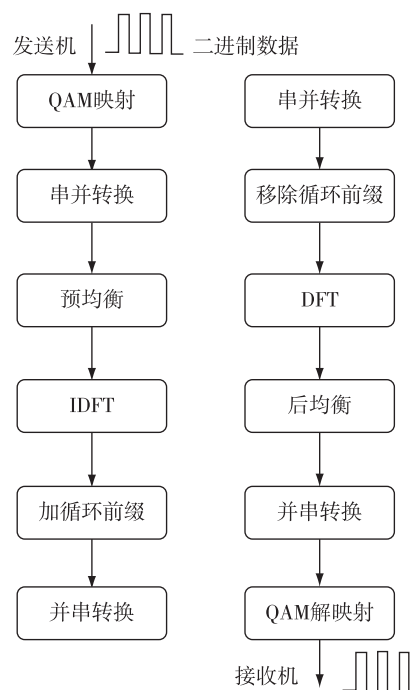 发送机 二进制数据
QAM映射
串并转换
预均衡
IDFT
加循环前缀
并串转换
串并转换
移除循环前缀
DFT
后均衡
并串转换
QAM解映射
接收机